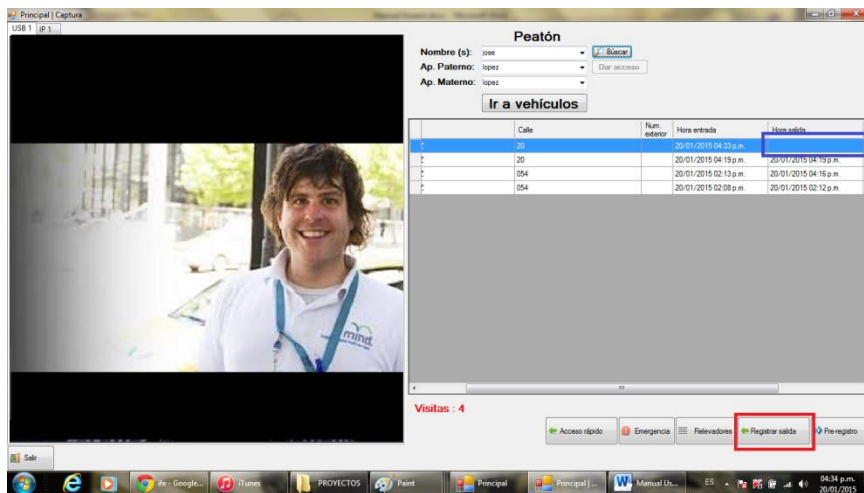 Principal | Captura
USB 1 IP 1
Peatón
Nombre (s): jose Búscar
Ap. Paterno: lopez Dar acceso
Ap. Materno: lopez
Ir a vehículos
Calle Num. exterior Hora entrada Hora salida
20 20/01/2015 04:33 p.m.
20 20/01/2015 04:19 p.m. 20/01/2015 04:19 p.m.
054 20/01/2015 02:13 p.m. 20/01/2015 04:16 p.m.
054 20/01/2015 02:08 p.m. 20/01/2015 02:12 p.m.
mind
Visitas : 4
Acceso rápido Emergencia Relevadores Registrar salida Pre-registro
Salir
ife - Google... iTunes PROYECTOS Paint Principal Principal | ... Manual Us... ES 04:34 p.m.
20/01/2015